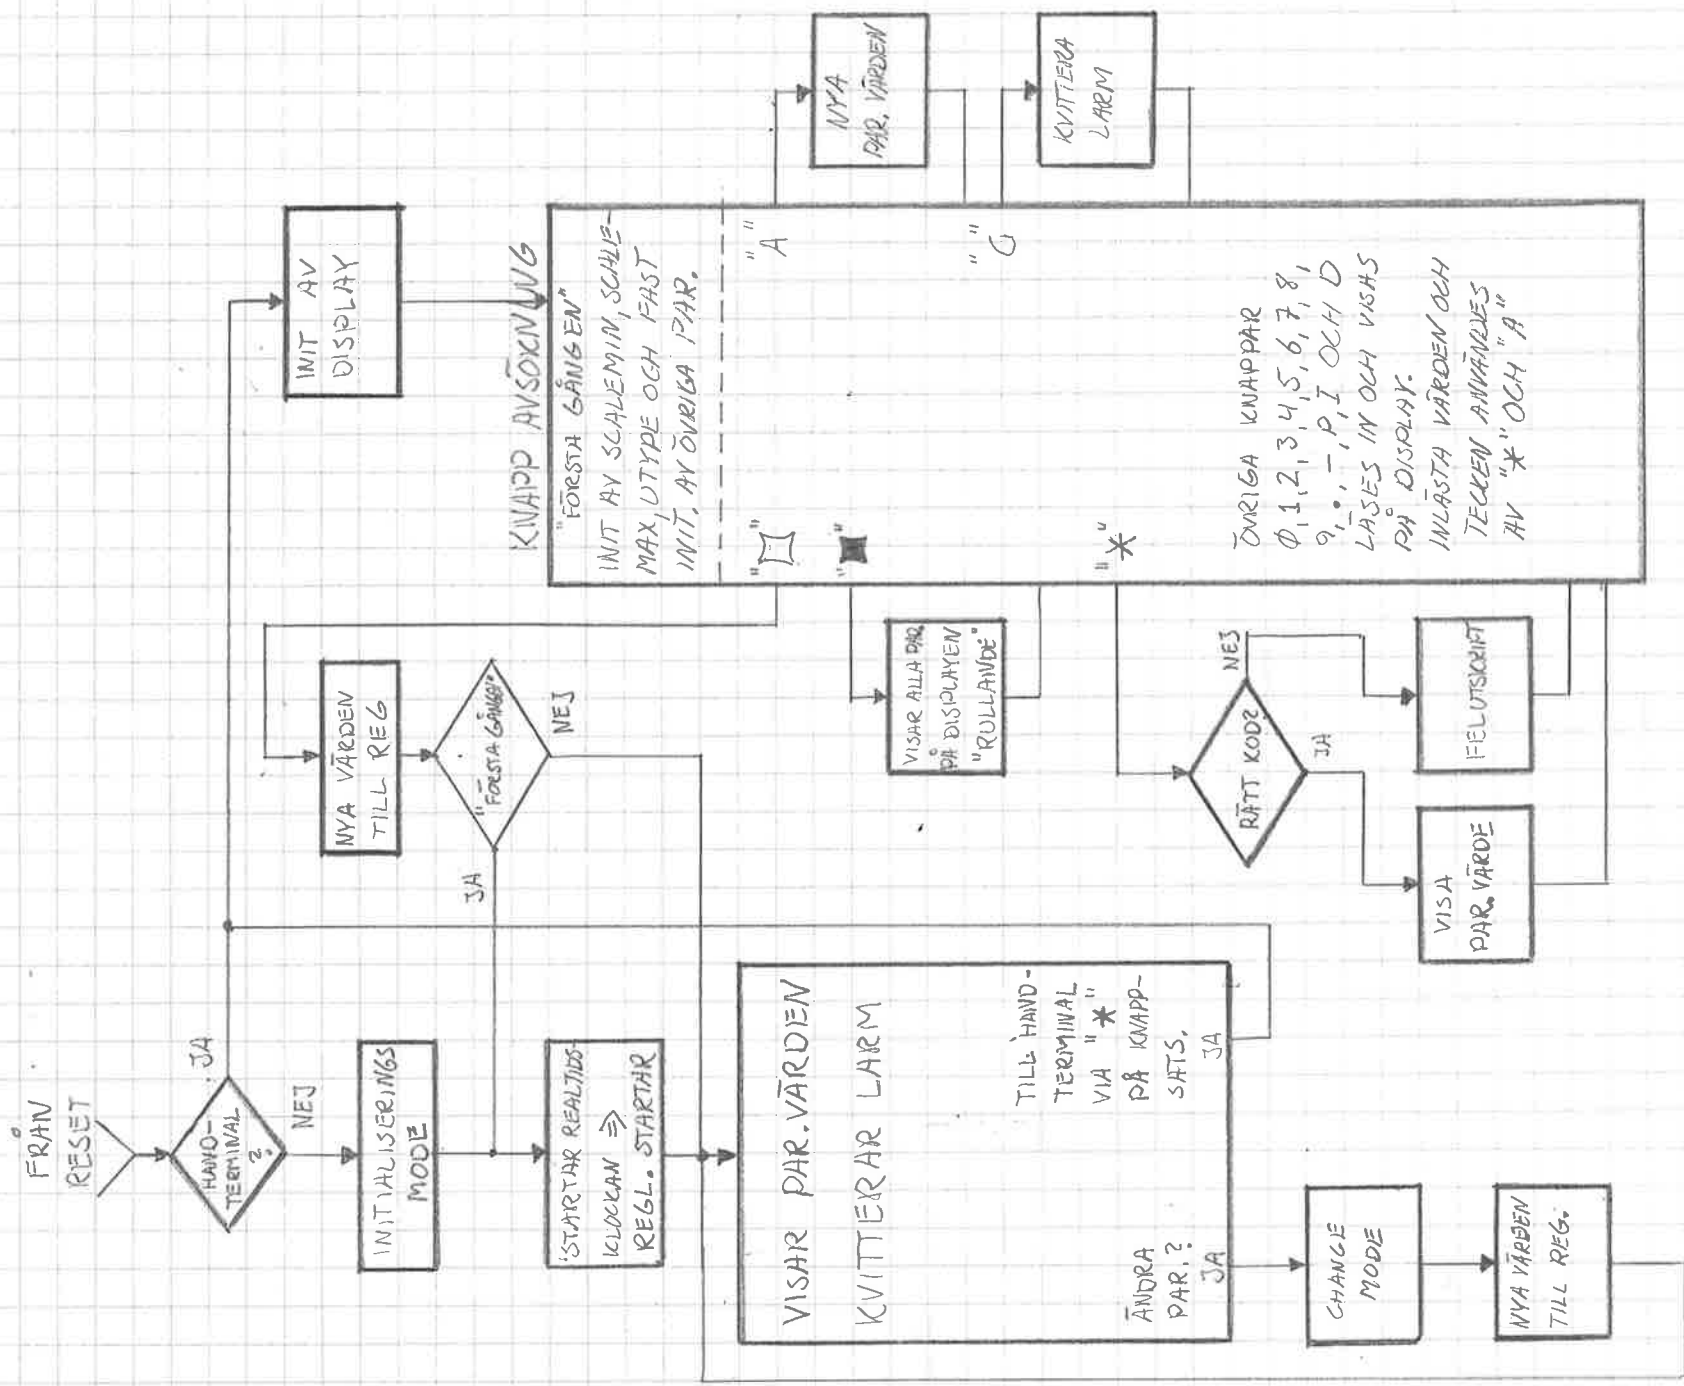 FRÅN
RESET
HAND-
TERMINAL
?
JA
NEJ
INITIALISERINGS
MODE
STARTAR REALTIDS-
KLOCKAN ⇒
REGL. STARTAR
VISAR PAR. VÄRDEN
KVITTERAR LARM
TILL HAND-
TERMINAL
VIA "*"
PÅ KNAPP-
SATS.
JA
ÄNDRA
PAR.?
JA
CHANGE
MODE
NYA VÄRDEN
TILL REG.
NYA VÄRDEN
TILL REG
"FÖRSTA GÅNGEN"
JA
NEJ
INIT AV
DISPLAY
KNAPP AVSÖKNING
"FÖRSTA GÅNGEN"
INIT AV SCALEMIN, SCALE-
MAX, UTYPE OCH FAST
INIT. AV ÖVRIGA PAR.
"□"
"A"
"■"
"*"
"C"
ÖVRIGA KNAPPAR
Ø,1,2,3,4,5,6,7,8,
9,.,-,P,I OCH D
LÄSES IN OCH VISAS
PÅ DISPLAY.
INLÄSTA VÄRDEN OCH
TECKEN ANVÄNDES
AV "*" OCH "A"
NYA
PAR. VÄRDEN
KVITTERA
LARM
VISAR ALLA PAR.
PÅ DISPLAYEN
"RULLANDE"
RÄTT KOD?
NEJ
JA
FELUTSKRIFT
VISA
PAR. VÄRDE